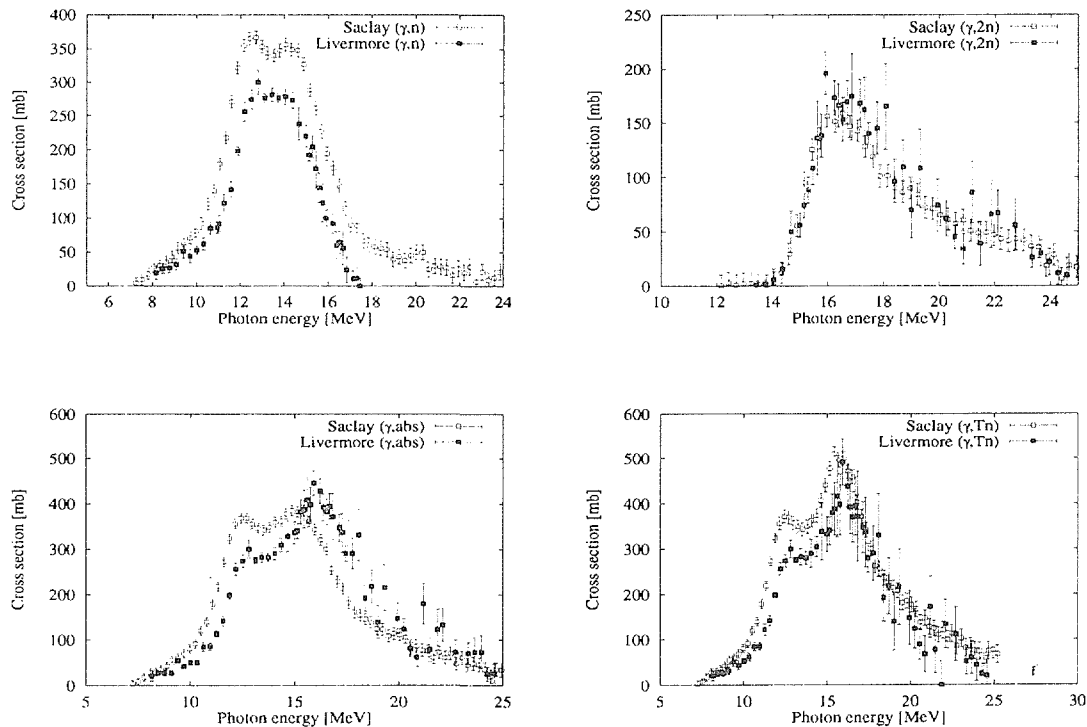 400
350
300
250
200
150
100
50
0
6 8 10 12 14 16 18 20 22 24
Cross section [mb]
Photon energy [MeV]
Saclay (γ,n)
Livermore (γ,n)
250
200
150
100
50
0
10 12 14 16 18 20 22 24
Cross section [mb]
Photon energy [MeV]
Saclay (γ,2n)
Livermore (γ,2n)
600
500
400
300
200
100
0
5 10 15 20 25
Cross section [mb]
Photon energy [MeV]
Saclay (γ,abs)
Livermore (γ,abs)
600
500
400
300
200
100
0
5 10 15 20 25 30
Cross section [mb]
Photon energy [MeV]
Saclay (γ,Tn)
Livermore (γ,Tn)